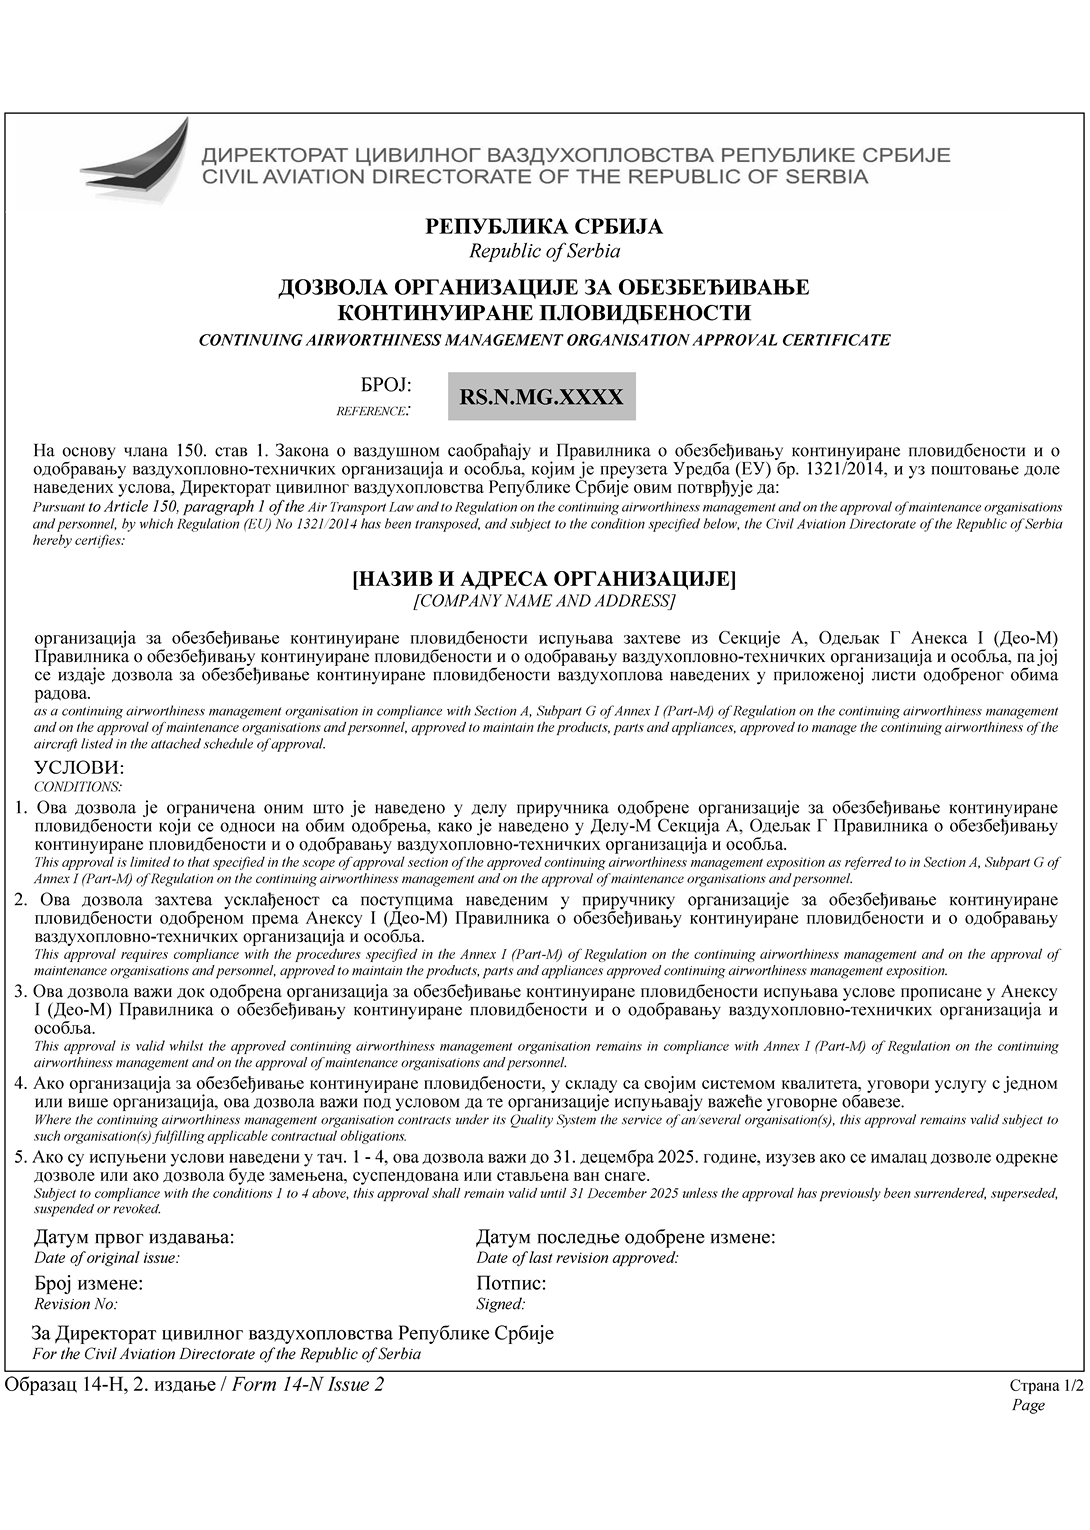 ДИРЕКТОРАТ ЦИВИЛНОГ ВАЗДУХОПЛОВСТВА РЕПУБЛИКЕ СРБИЈЕ
CIVIL AVIATION DIRECTORATE OF THE REPUBLIC OF SERBIA
РЕПУБЛИКА СРБИЈА
Republic of Serbia
ДОЗВОЛА ОРГАНИЗАЦИЈЕ ЗА ОБЕЗБЕЂИВАЊЕ
КОНТИНУИРАНЕ ПЛОВИДБЕНОСТИ
CONTINUING AIRWORTHINESS MANAGEMENT ORGANISATION APPROVAL CERTIFICATE
БРОЈ:
REFERENCE:
RS.N.MG.XXXX
На основу члана 150. став 1. Закона о ваздушном саобраћају и Правилника о обезбеђивању континуиране пловидбености и о
одобравању ваздухопловно-техничких организација и особља, којим је преузета Уредба (ЕУ) бр. 1321/2014, и уз поштовање доле
наведених услова, Директорат цивилног ваздухопловства Републике Србије овим потврђује да:
Pursuant to Article 150, paragraph 1 of the Air Transport Law and to Regulation on the continuing airworthiness management and on the approval of maintenance organisations
and personnel, by which Regulation (EU) No 1321/2014 has been transposed, and subject to the condition specified below, the Civil Aviation Directorate of the Republic of Serbia
hereby certifies:
[НАЗИВ И АДРЕСА ОРГАНИЗАЦИЈЕ]
[COMPANY NAME AND ADDRESS]
организација за обезбеђивање континуиране пловидбености испуњава захтеве из Секције А, Одељак Г Анекса I (Део-М)
Правилника о обезбеђивању континуиране пловидбености и о одобравању ваздухопловно-техничких организација и особља, па јој
се издаје дозвола за обезбеђивање континуиране пловидбености ваздухоплова наведених у приложеној листи одобреног обима
радова.
as a continuing airworthiness management organisation in compliance with Section A, Subpart G of Annex I (Part-M) of Regulation on the continuing airworthiness management
and on the approval of maintenance organisations and personnel, approved to maintain the products, parts and appliances, approved to manage the continuing airworthiness of the
aircraft listed in the attached schedule of approval.
УСЛОВИ:
CONDITIONS:
1. Ова дозвола је ограничена оним што је наведено у делу приручника одобрене организације за обезбеђивање континуиране
пловидбености који се односи на обим одобрења, како је наведено у Делу-М Секција А, Одељак Г Правилника о обезбеђивању
континуиране пловидбености и о одобравању ваздухопловно-техничких организација и особља.
This approval is limited to that specified in the scope of approval section of the approved continuing airworthiness management exposition as referred to in Section A, Subpart G of
Annex I (Part-M) of Regulation on the continuing airworthiness management and on the approval of maintenance organisations and personnel.
2. Ова дозвола захтева усклађеност са поступцима наведеним у приручнику организације за обезбеђивање континуиране
пловидбености одобреном према Анексу I (Део-М) Правилника о обезбеђивању континуиране пловидбености и о одобравању
ваздухопловно-техничких организација и особља.
This approval requires compliance with the procedures specified in the Annex I (Part-M) of Regulation on the continuing airworthiness management and on the approval of
maintenance organisations and personnel, approved to maintain the products, parts and appliances approved continuing airworthiness management exposition.
3. Ова дозвола важи док одобрена организација за обезбеђивање континуиране пловидбености испуњава услове прописане у Анексу
I (Део-М) Правилника о обезбеђивању континуиране пловидбености и о одобравању ваздухопловно-техничких организација и
особља.
This approval is valid whilst the approved continuing airworthiness management organisation remains in compliance with Annex I (Part-M) of Regulation on the continuing
airworthiness management and on the approval of maintenance organisations and personnel.
4. Ако организација за обезбеђивање континуиране пловидбености, у складу са својим системом квалитета, уговори услугу с једном
или више организација, ова дозвола важи под условом да те организације испуњавају важеће уговорне обавезе.
Where the continuing airworthiness management organisation contracts under its Quality System the service of an/several organisation(s), this approval remains valid subject to
such organisation(s) fulfilling applicable contractual obligations.
5. Ако су испуњени услови наведени у тач. 1 - 4, ова дозвола важи до 31. децембра 2025. године, изузев ако се ималац дозволе одрекне
дозволе или ако дозвола буде замењена, суспендована или стављена ван снаге.
Subject to compliance with the conditions 1 to 4 above, this approval shall remain valid until 31 December 2025 unless the approval has previously been surrendered, superseded,
suspended or revoked.
Датум првог издавања:
Date of original issue:
Датум последње одобрене измене:
Date of last revision approved:
Број измене:
Revision No:
Потпис:
Signed:
За Директорат цивилног ваздухопловства Републике Србије
For the Civil Aviation Directorate of the Republic of Serbia
Образац 14-Н, 2. издање / Form 14-N Issue 2
Страна 1/2
Page